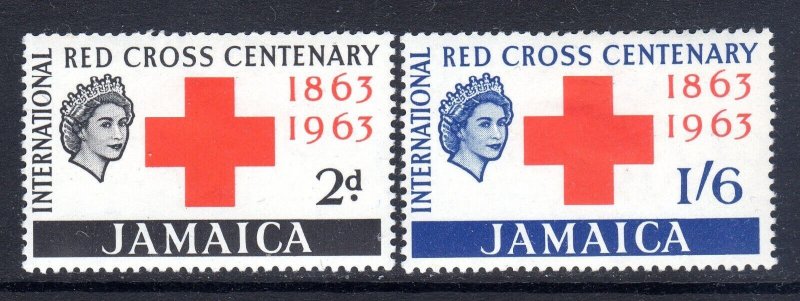 INTERNATIONAL
RED CROSS CENTENARY
1863
1963
2d.
JAMAICA
INTERNATIONAL
RED CROSS CENTENARY
1863
1963
1/6
JAMAICA